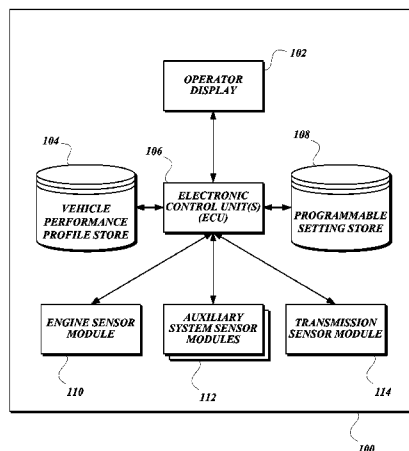 102
OPERATOR
DISPLAY
104
106
108
VEHICLE
PERFORMANCE
PROFILE STORE
ELECTRONIC
CONTROL UNIT(S)
(ECU)
PROGRAMMABLE
SETTING STORE
ENGINE SENSOR
MODULE
AUXILIARY
SYSTEM SENSOR
MODULES
TRANSMISSION
SENSOR MODULE
110
112
114
100